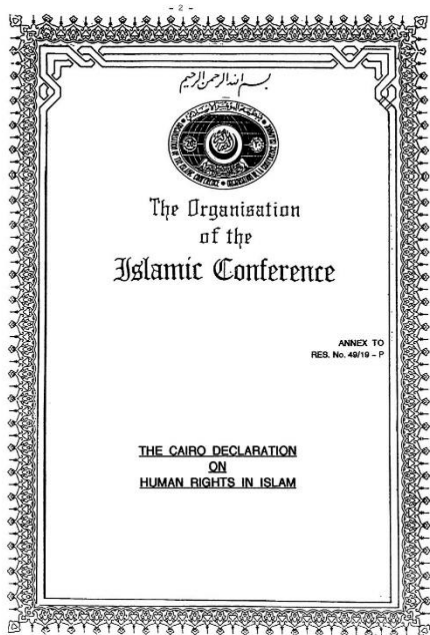 - 2 -
بسم الله الرحمن الرحيم
The Organisation
of the
Islamic Conference
ANNEX TO
RES. No. 49/19 - P
THE CAIRO DECLARATION
ON
HUMAN RIGHTS IN ISLAM